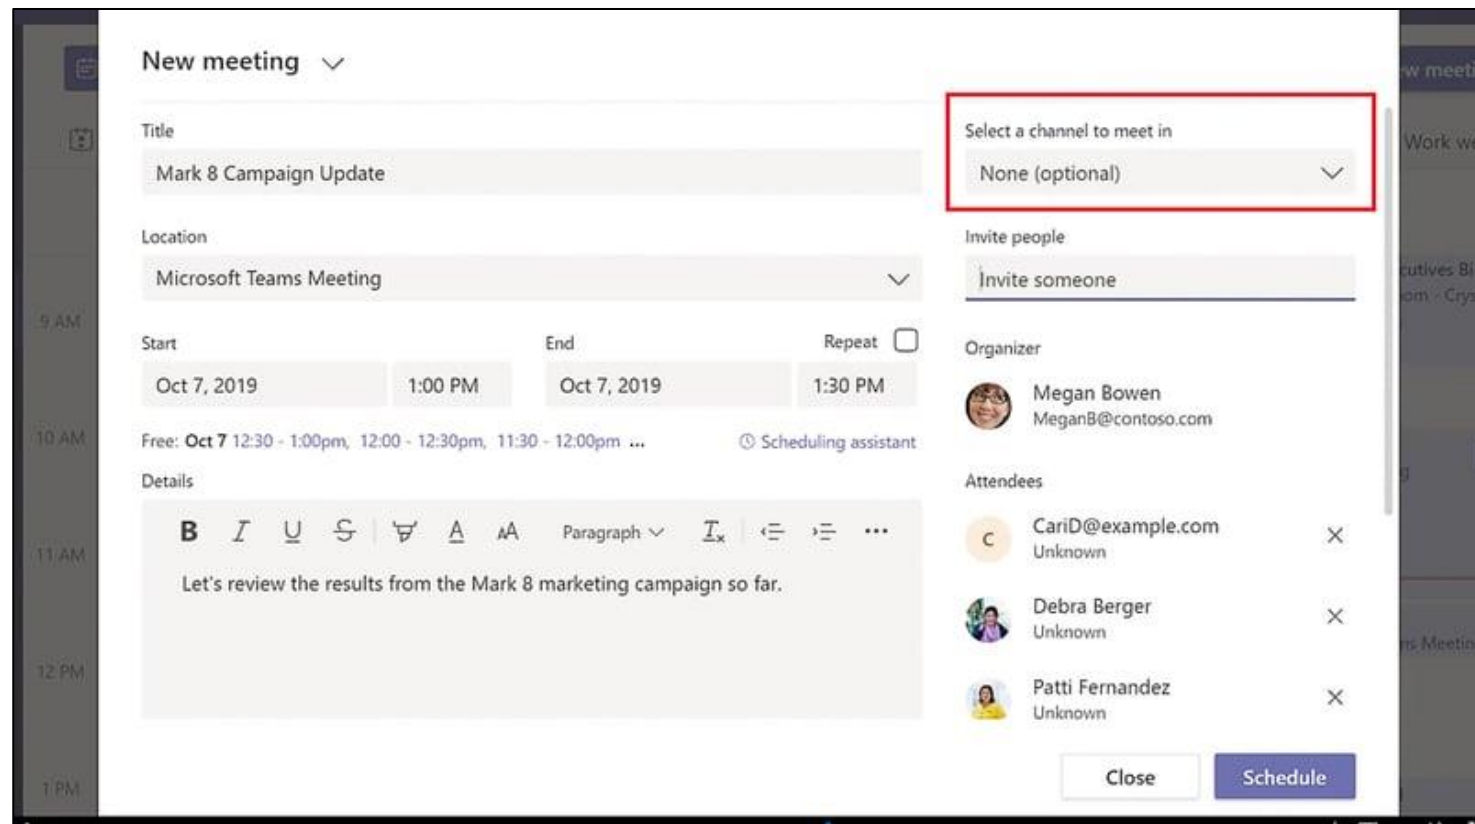 New meeting
Title
Mark 8 Campaign Update
Location
Microsoft Teams Meeting
Start
End
Repeat
Oct 7, 2019
1:00 PM
Oct 7, 2019
1:30 PM
Free: Oct 7 12:30 - 1:00pm, 12:00 - 12:30pm, 11:30 - 12:00pm ...
Scheduling assistant
Details
B I U S A AA Paragraph Ix ...
Let's review the results from the Mark 8 marketing campaign so far.
Select a channel to meet in
None (optional)
Invite people
Invite someone
Organizer
Megan Bowen
MeganB@contoso.com
Attendees
C
CariD@example.com
Unknown
Debra Berger
Unknown
Patti Fernandez
Unknown
Close
Schedule
9 AM
10 AM
11 AM
12 PM
1 PM
Work